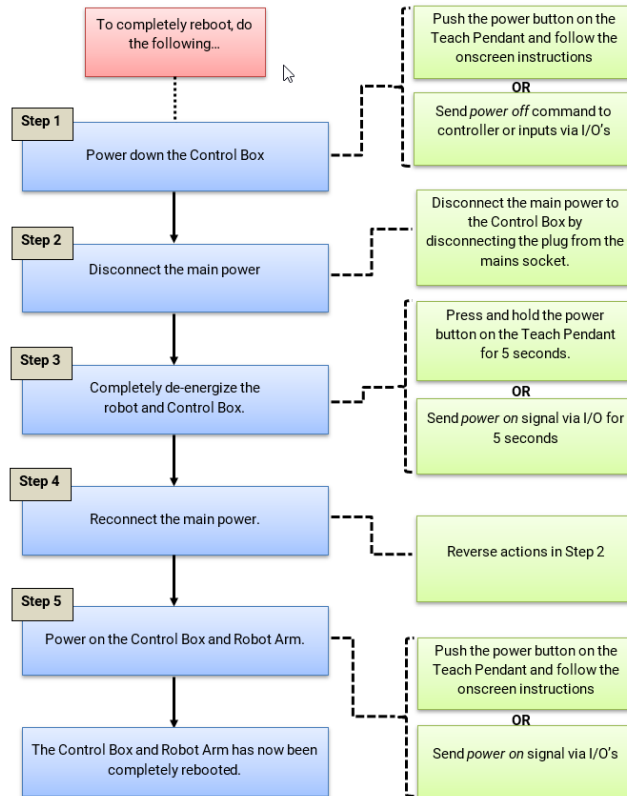 To completely reboot, do
the following...
Push the power button on the
Teach Pendant and follow the
onscreen instructions
OR
Step 1
Power down the Control Box
Send power off command to
controller or inputs via I/O's
Step 2
Disconnect the main power
Disconnect the main power to
the Control Box by
disconnecting the plug from the
mains socket.
Step 3
Completely de-energize the
robot and Control Box.
Press and hold the power
button on the Teach Pendant
for 5 seconds.
OR
Send power on signal via I/O for
5 seconds
Step 4
Reconnect the main power.
Reverse actions in Step 2
Step 5
Power on the Control Box and Robot Arm.
Push the power button on the
Teach Pendant and follow the
onscreen instructions
OR
Send power on signal via I/O's
The Control Box and Robot Arm has now been
completely rebooted.